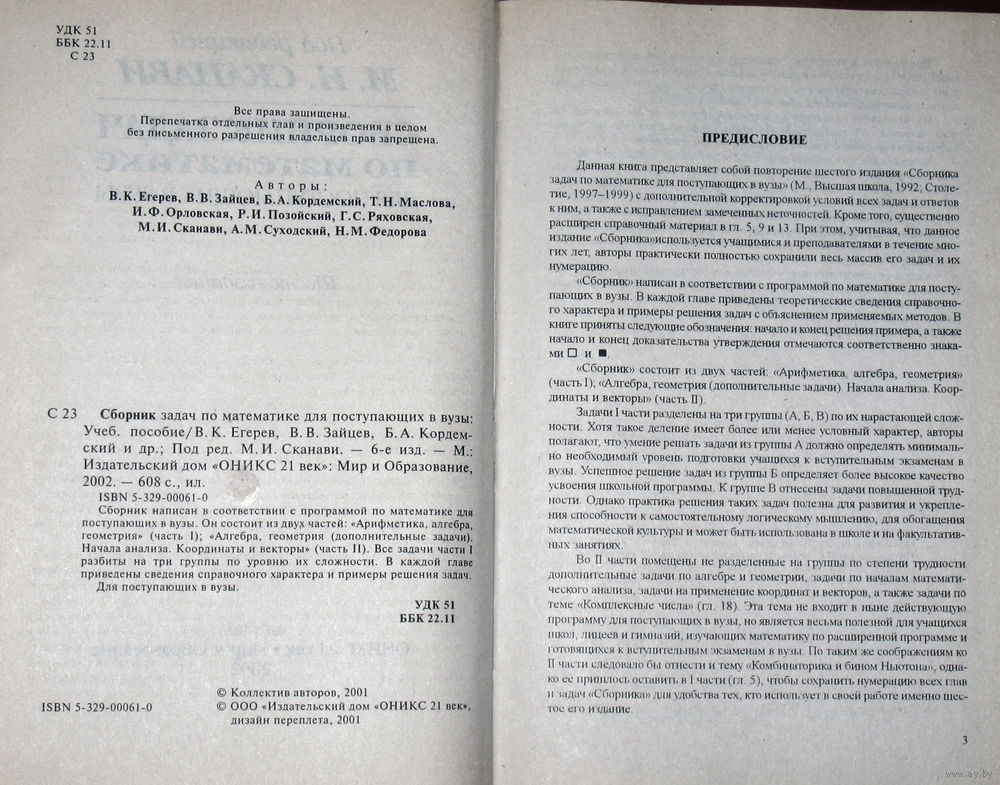 УДК 51
ББК 22.11
С 23
Все права защищены.
Перепечатка отдельных глав и произведения в целом
без письменного разрешения владельцев прав запрещена.
Авторы:
В. К. Егерев, В. В. Зайцев, Б. А. Кордемский, Т. Н. Маслова,
И. Ф. Орловская, Р. И. Позойский, Г. С. Ряховская,
М. И. Сканави, А. М. Суходский, Н. М. Федорова
С 23 Сборник задач по математике для поступающих в вузы:
Учеб. пособие/В. К. Егерев, В. В. Зайцев, Б. А. Кордем-
ский и др.; Под ред. М. И. Сканави. — 6-е изд. — М.:
Издательский дом «ОНИКС 21 век»: Мир и Образование,
2002. — 608 с., ил.
ISBN 5-329-00061-0
Сборник написан в соответствии с программой по математике для
поступающих в вузы. Он состоит из двух частей: «Арифметика, алгебра,
геометрия» (часть I); «Алгебра, геометрия (дополнительные задачи).
Начала анализа. Координаты и векторы» (часть II). Все задачи части I
разбиты на три группы по уровню их сложности. В каждой главе
приведены сведения справочного характера и примеры решения задач.
Для поступающих в вузы.
УДК 51
ББК 22.11
© Коллектив авторов, 2001
ISBN 5-329-00061-0 © ООО «Издательский дом «ОНИКС 21 век»,
дизайн переплета, 2001
ПРЕДИСЛОВИЕ
Данная книга представляет собой повторение шестого издания «Сборника
задач по математике для поступающих в вузы» (М., Высшая школа, 1992; Столе-
тие, 1997–1999) с дополнительной корректировкой условий всех задач и ответов
к ним, а также с исправлением замеченных неточностей. Кроме того, существенно
расширен справочный материал в гл. 5, 9 и 13. При этом, учитывая, что данное
издание «Сборника»используется учащимися и преподавателями в течение мно-
гих лет, авторы практически полностью сохранили весь массив его задач и их
нумерацию.
«Сборник» написан в соответствии с программой по математике для посту-
пающих в вузы. В каждой главе приведены теоретические сведения справочно-
го характера и примеры решения задач с объяснением применяемых методов. В
книге приняты следующие обозначения: начало и конец решения примера, а также
начало и конец доказательства утверждения отмечаются соответственно знака-
ми □ и ■.
«Сборник» состоит из двух частей: «Арифметика, алгебра, геометрия»
(часть I); «Алгебра, геометрия (дополнительные задачи). Начала анализа. Коор-
динаты и векторы» (часть II).
Задачи I части разделены на три группы (А, Б, В) по их нарастающей слож-
ности. Хотя такое деление имеет более или менее условный характер, авторы
полагают, что умение решать задачи из группы А должно определять минималь-
но необходимый уровень подготовки учащихся к вступительным экзаменам в
вузы. Успешное решение задач из группы Б определяет более высокое качество
усвоения школьной программы. К группе В отнесены задачи повышенной труд-
ности. Однако практика решения таких задач полезна для развития и укрепле-
ния способности к самостоятельному логическому мышлению, для обогащения
математической культуры и может быть использована в школе и на факультатив-
ных занятиях.
Во II части помещены не разделенные на группы по степени трудности
дополнительные задачи по алгебре и геометрии, задачи по началам математи-
ческого анализа, задачи на применение координат и векторов, а также задачи по
теме «Комплексные числа» (гл. 18). Эта тема не входит в ныне действующую
программу для поступающих в вузы, но является весьма полезной для учащихся
школ, лицеев и гимназий, изучающих математику по расширенной программе и
готовящихся к вступительным экзаменам в вузы. По таким же соображениям ко
II части следовало бы отнести и тему «Комбинаторика и бином Ньютона», одна-
ко ее пришлось оставить в I части (гл. 5), чтобы сохранить нумерацию всех глав
и задач «Сборника» для удобства тех, кто использует в своей работе именно шес-
тое его издание.
3
www.ay.by